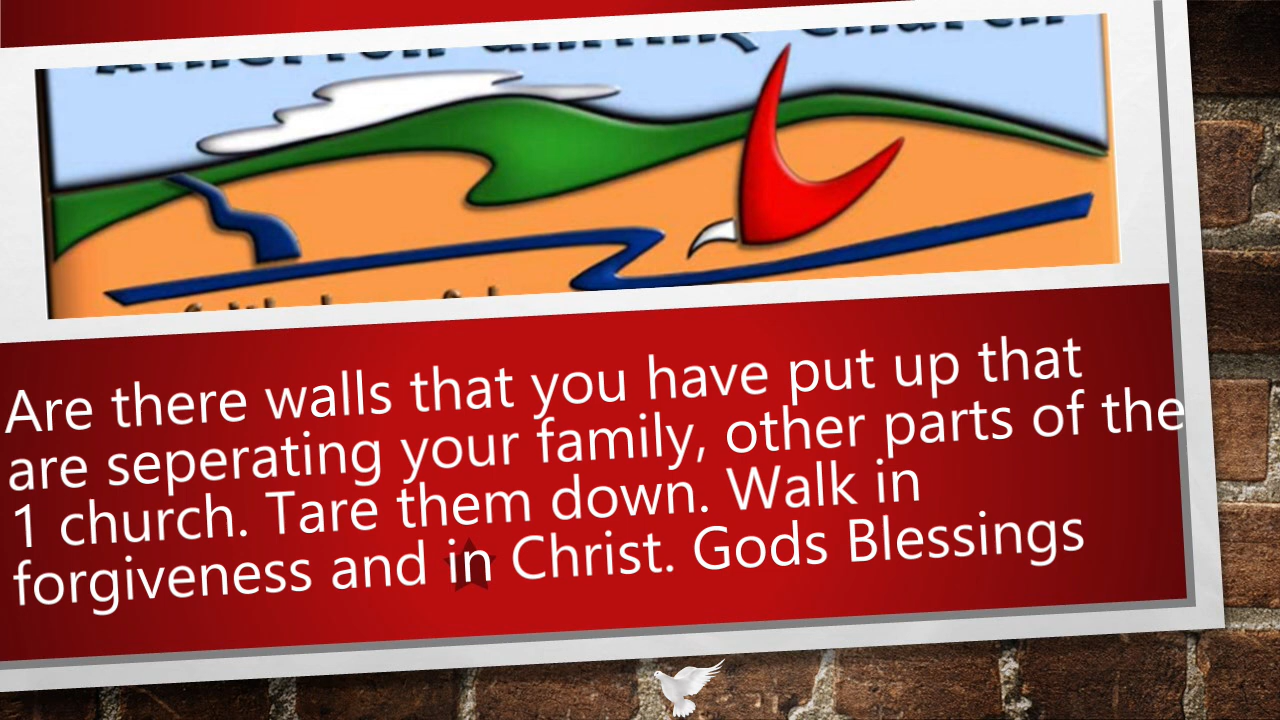 Church
Are there walls that you have put up that
are seperating your family, other parts of the
1 church. Tare them down. Walk in
forgiveness and in Christ. Gods Blessings